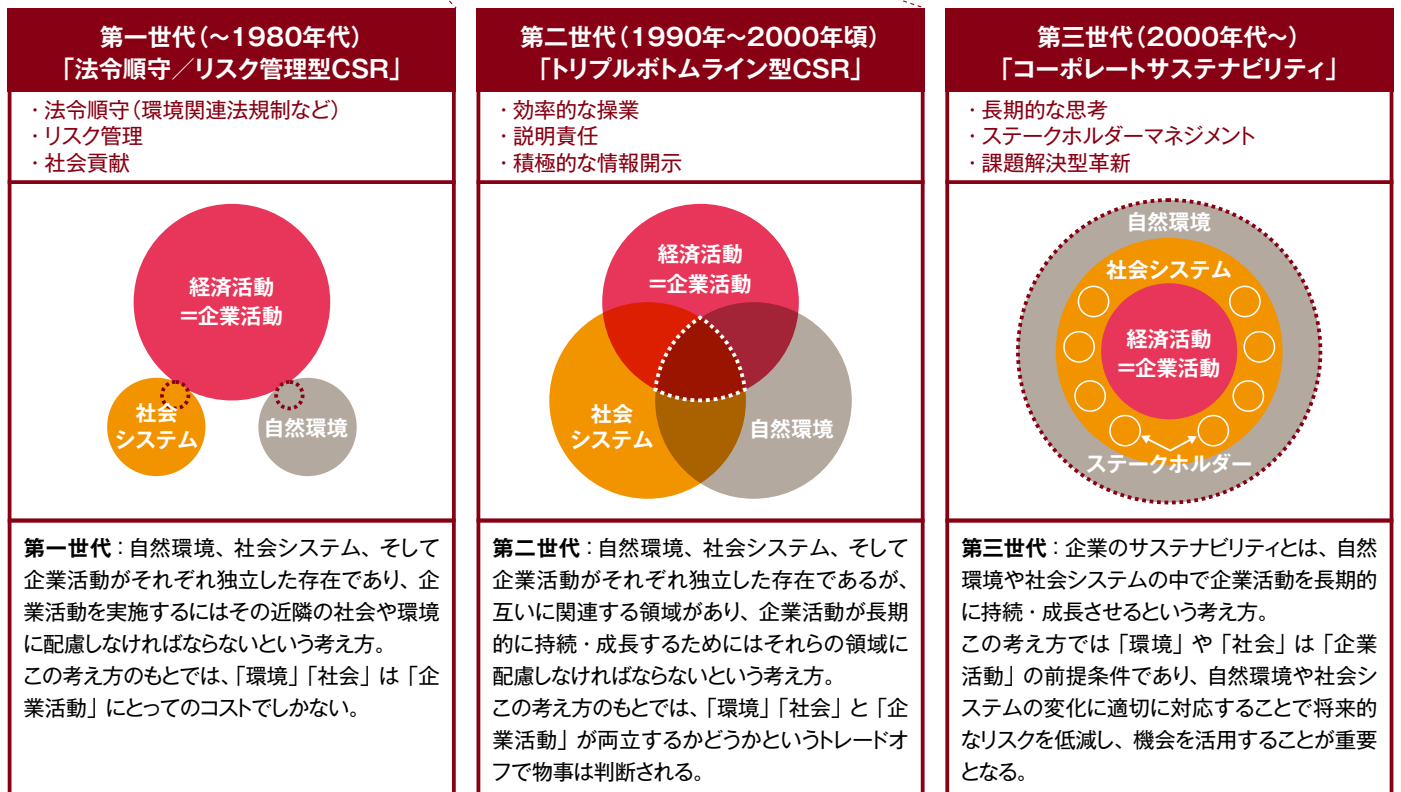 第一世代（〜1980年代）
「法令順守／リスク管理型CSR」
・法令順守（環境関連法規制など）
・リスク管理
・社会貢献
経済活動
＝企業活動
社会
システム
自然環境
第一世代：自然環境、社会システム、そして
企業活動がそれぞれ独立した存在であり、企
業活動を実施するにはその近隣の社会や環境
に配慮しなければならないという考え方。
この考え方のもとでは、「環境」「社会」は「企
業活動」にとってのコストでしかない。
第二世代（1990年〜2000年頃）
「トリプルボトムライン型CSR」
・効率的な操業
・説明責任
・積極的な情報開示
経済活動
＝企業活動
社会
システム
自然環境
第二世代：自然環境、社会システム、そして
企業活動がそれぞれ独立した存在であるが、
互いに関連する領域があり、企業活動が長期
的に持続・成長するためにはそれらの領域に
配慮しなければならないという考え方。
この考え方のもとでは、「環境」「社会」と「企
業活動」が両立するかどうかというトレードオ
フで物事は判断される。
第三世代（2000年代〜）
「コーポレートサステナビリティ」
・長期的な思考
・ステークホルダーマネジメント
・課題解決型革新
自然環境
社会システム
経済活動
＝企業活動
ステークホルダー
第三世代：企業のサステナビリティとは、自然
環境や社会システムの中で企業活動を長期的
に持続・成長させるという考え方。
この考え方では「環境」や「社会」は「企業
活動」の前提条件であり、自然環境や社会シ
ステムの変化に適切に対応することで将来的
なリスクを低減し、機会を活用することが重要
となる。